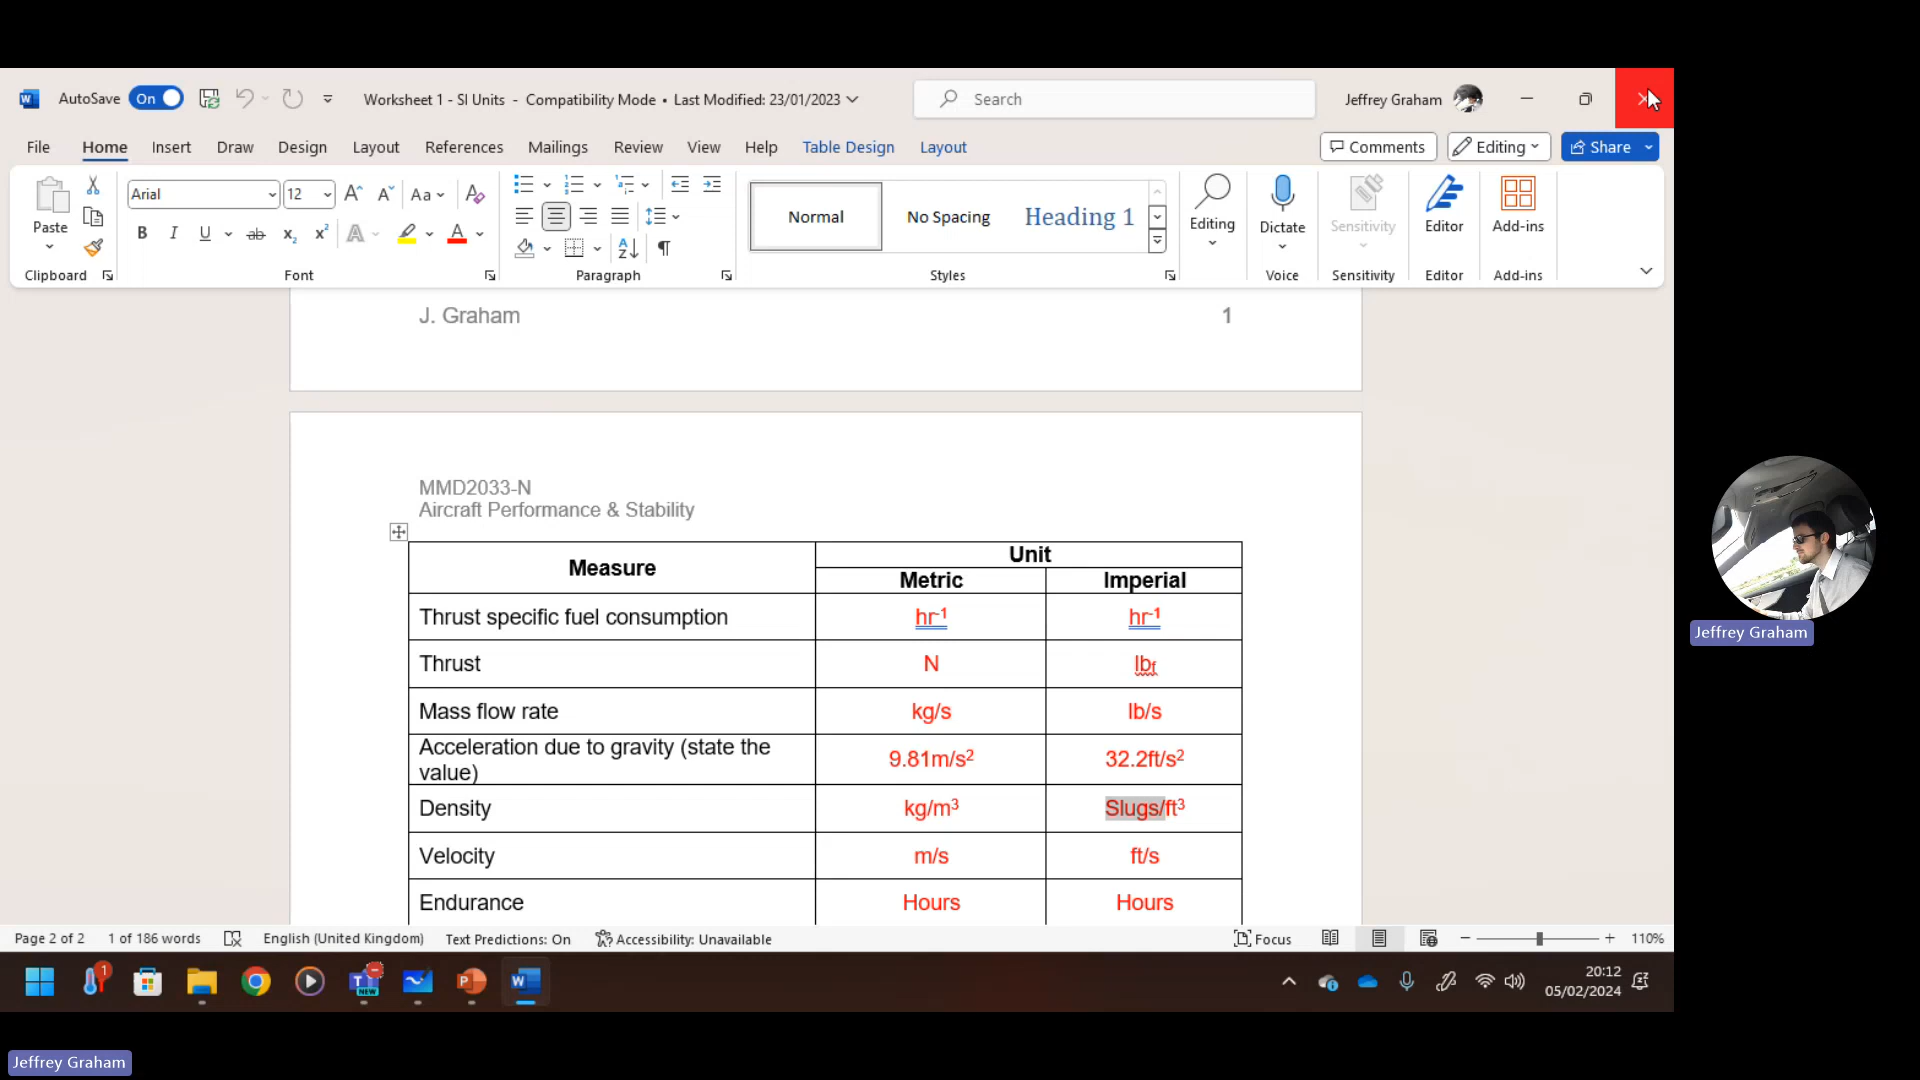 AutoSave On Worksheet 1 - SI Units - Compatibility Mode • Last Modified: 23/01/2023 Search Jeffrey Graham
File Home Insert Draw Design Layout References Mailings Review View Help Table Design Layout Comments Editing Share
Paste Arial 12 Aa Normal No Spacing Heading 1 Editing Dictate Sensitivity Editor Add-ins
B I U ab x₂ x² A A
Clipboard Font Paragraph Styles Voice Sensitivity Editor Add-ins
J. Graham 1
MMD2033-N
Aircraft Performance & Stability
Measure Unit
Metric Imperial
Thrust specific fuel consumption hr⁻¹ hr⁻¹
Thrust N lbf
Mass flow rate kg/s lb/s
Acceleration due to gravity (state the value) 9.81m/s² 32.2ft/s²
Density kg/m³ Slugs/ft³
Velocity m/s ft/s
Endurance Hours Hours
Page 2 of 2 1 of 186 words English (United Kingdom) Text Predictions: On Accessibility: Unavailable Focus 110%
20:12
05/02/2024
Jeffrey Graham
Jeffrey Graham